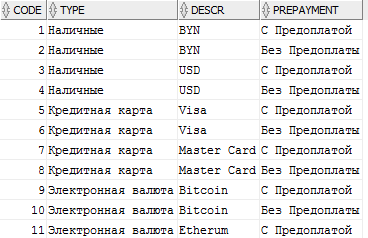 CODE TYPE DESCR PREPAYMENT
1 Наличные BYN С Предоплатой
2 Наличные BYN Без Предоплаты
3 Наличные USD С Предоплатой
4 Наличные USD Без Предоплаты
5 Кредитная карта Visa С Предоплатой
6 Кредитная карта Visa Без Предоплаты
7 Кредитная карта Master Card С Предоплатой
8 Кредитная карта Master Card Без Предоплаты
9 Электронная валюта Bitcoin С Предоплатой
10 Электронная валюта Bitcoin Без Предоплаты
11 Электронная валюта Etherum С Предоплатой